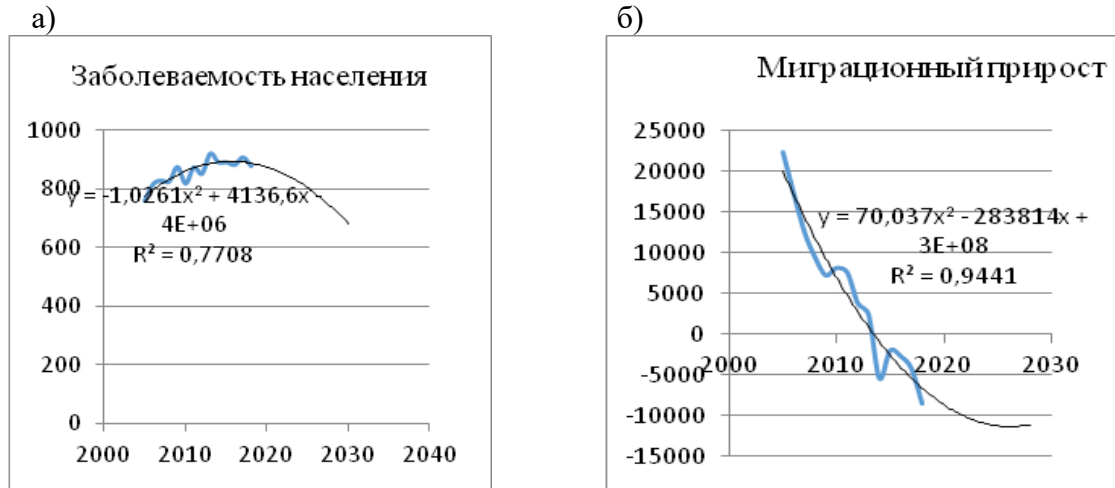 а)
Заболеваемость населения
1000
800
600
400
200
0
2000 2010 2020 2030 2040
y = -1,0261x² + 4136,6x -
4E+06
R² = 0,7708
б)
Миграционный прирост
25000
20000
15000
10000
5000
0
-5000
-10000
-15000
2000 2010 2020 2030
y = 70,037x² - 283814x +
3E+08
R² = 0,9441